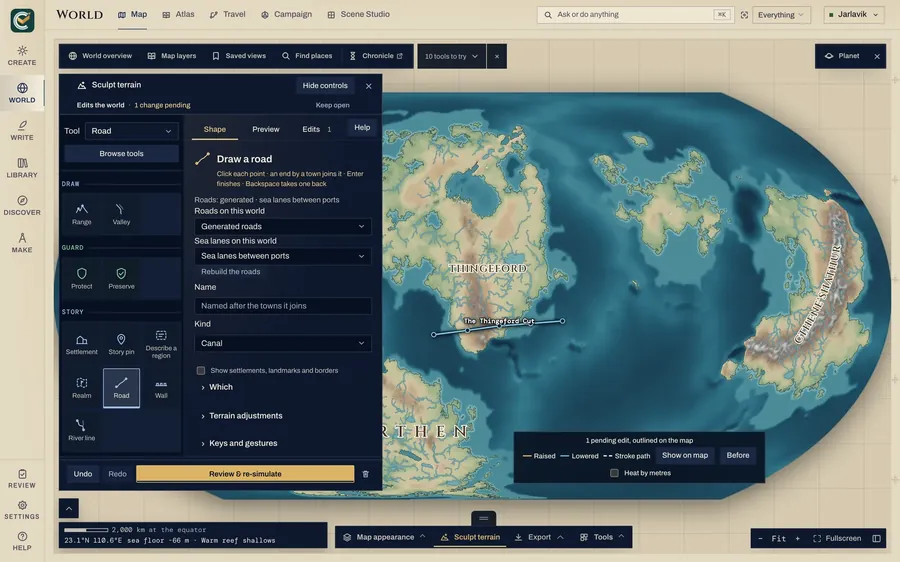 WORLD
Map
Atlas
Travel
Campaign
Scene Studio
Ask or do anything
⌘K
Everything
Jarlavik
CREATE
WORLD
WRITE
LIBRARY
DISCOVER
MAKE
REVIEW
SETTINGS
HELP
World overview
Map layers
Saved views
Find places
Chronicle
10 tools to try
×
Planet
×
Sculpt terrain
Hide controls
×
Edits the world · 1 change pending
Keep open
Tool
Road
Browse tools
DRAW
Range
Valley
GUARD
Protect
Preserve
STORY
Settlement
Story pin
Describe a
region
Realm
Road
Wall
River line
Shape
Preview
Edits 1
Help
Draw a road
Click each point · an end by a town joins it · Enter
finishes · Backspace takes one back
Roads: generated · sea lanes between ports
Roads on this world
Generated roads
Sea lanes on this world
Sea lanes between ports
Rebuild the roads
Name
Named after the towns it joins
Kind
Canal
Show settlements, landmarks and borders
Which
Terrain adjustments
Keys and gestures
Undo
Redo
Review & re-simulate
THINGEFORD
The Thingeford Cut
RTHEN
1 pending edit, outlined on the map
Raised
Lowered
Stroke path
Show on map
Before
Heat by metres
2,000 km at the equator
23.1°N 110.6°E sea floor -66 m · Warm reef shallows
Map appearance
Sculpt terrain
Export
Tools
− Fit +
Fullscreen